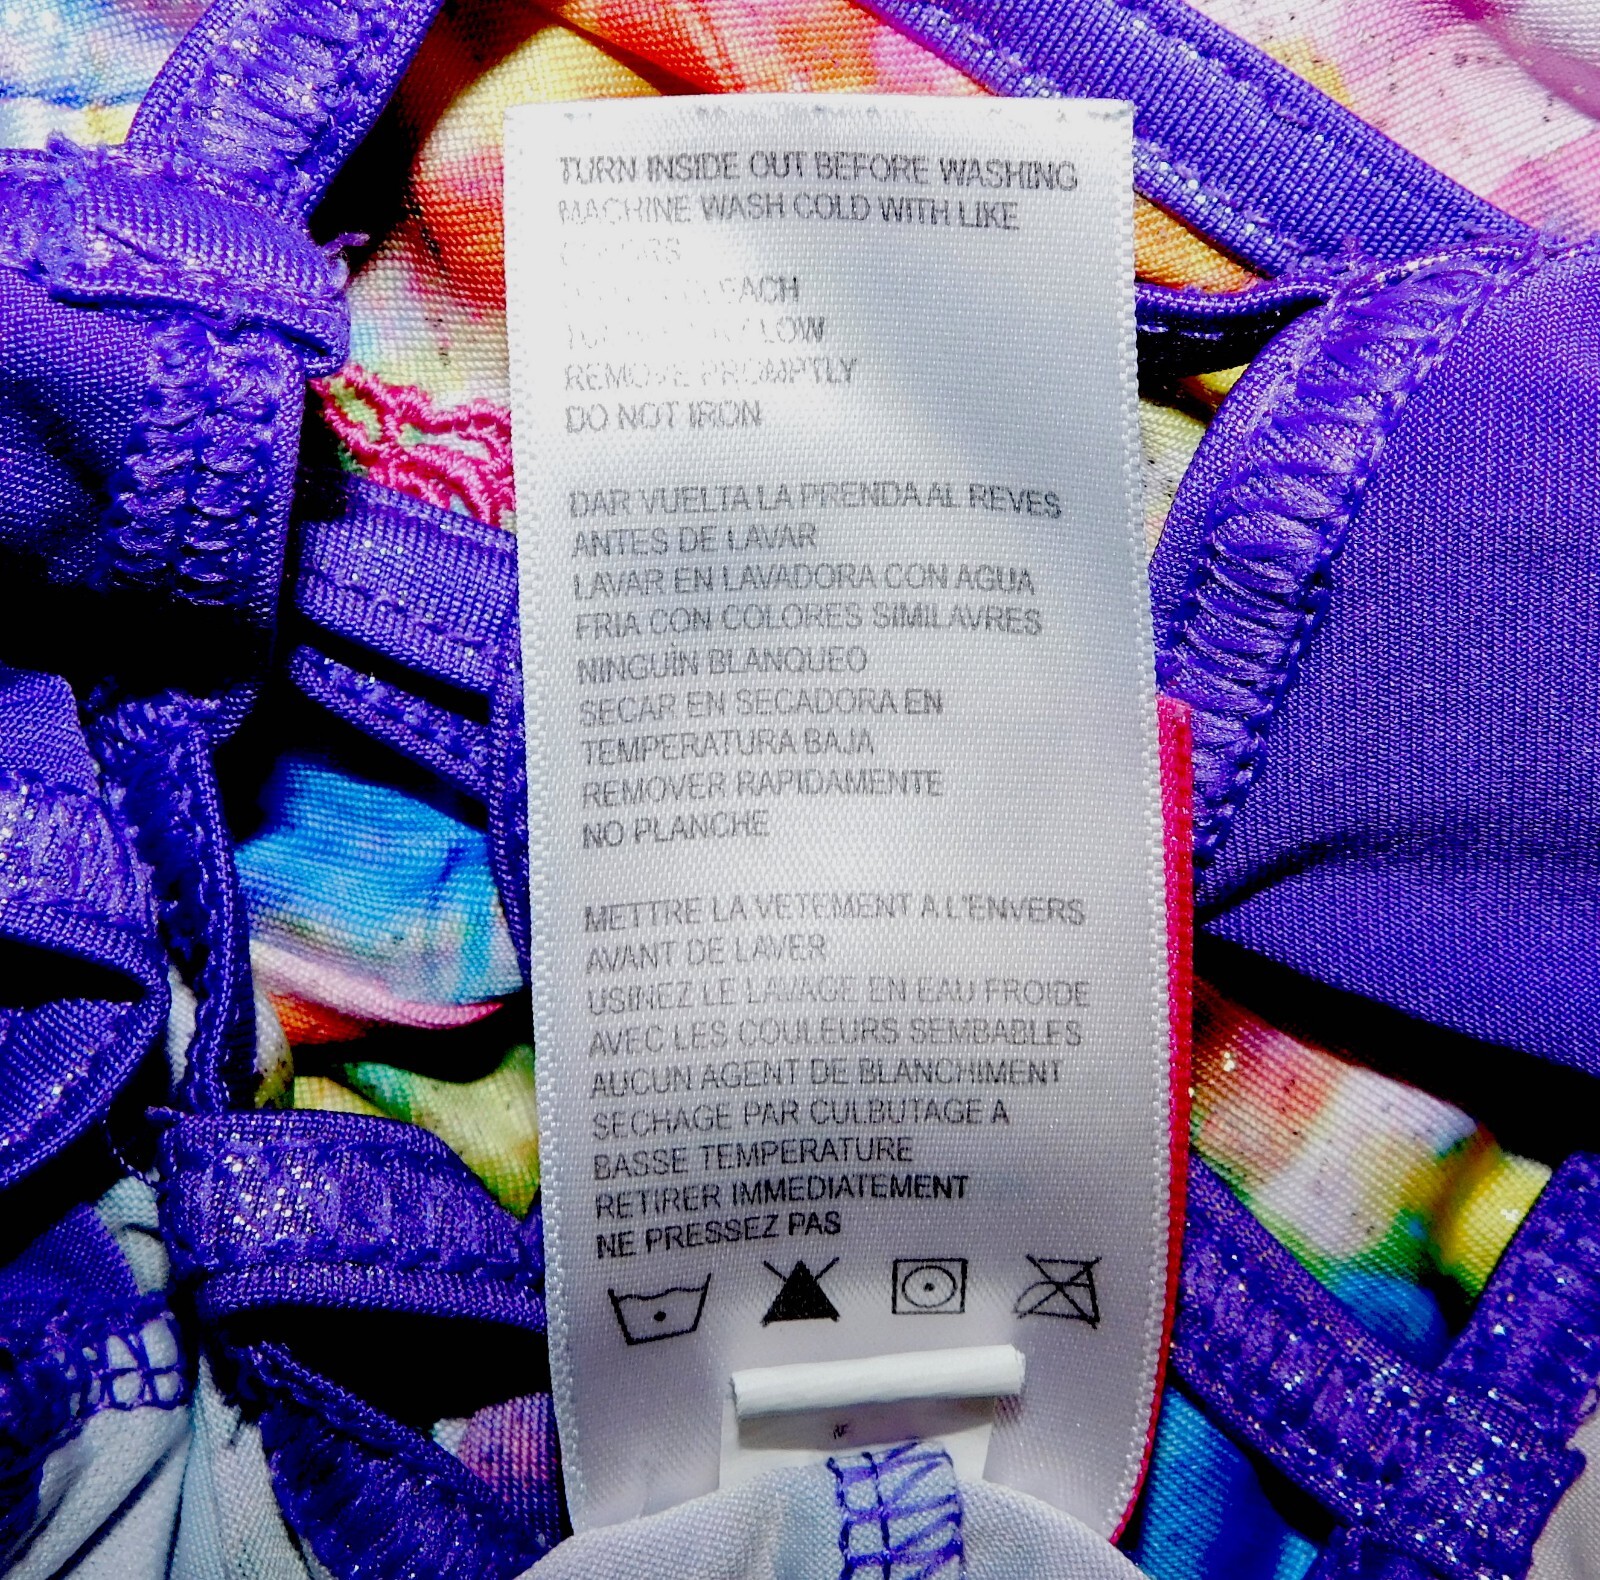 TURN INSIDE OUT BEFORE WASHING
MACHINE WASH COLD WITH LIKE
LOW
REMOVE PROMPTLY
DO NOT IRON
DAR VUELTA LA PRENDA AL REVES
ANTES DE LAVAR
LAVAR EN LAVADORA CON AGUA
FRIA CON COLORES SIMILAVRES
NINGUÌN BLANQUEO
SECAR EN SECADORA EN
TEMPERATURA BAJA
REMOVER RAPIDAMENTE
NO PLANCHE
METTRE LA VETEMENT A L'ENVERS
AVANT DE LAVER
USINEZ LE LAVAGE EN EAU FROIDE
AVEC LES COULEURS SEMBABLES
AUCUN AGENT DE BLANCHIMENT
SECHAGE PAR CULBUTAGE A
BASSE TEMPERATURE
RETIRER IMMEDIATEMENT
NE PRESSEZ PAS